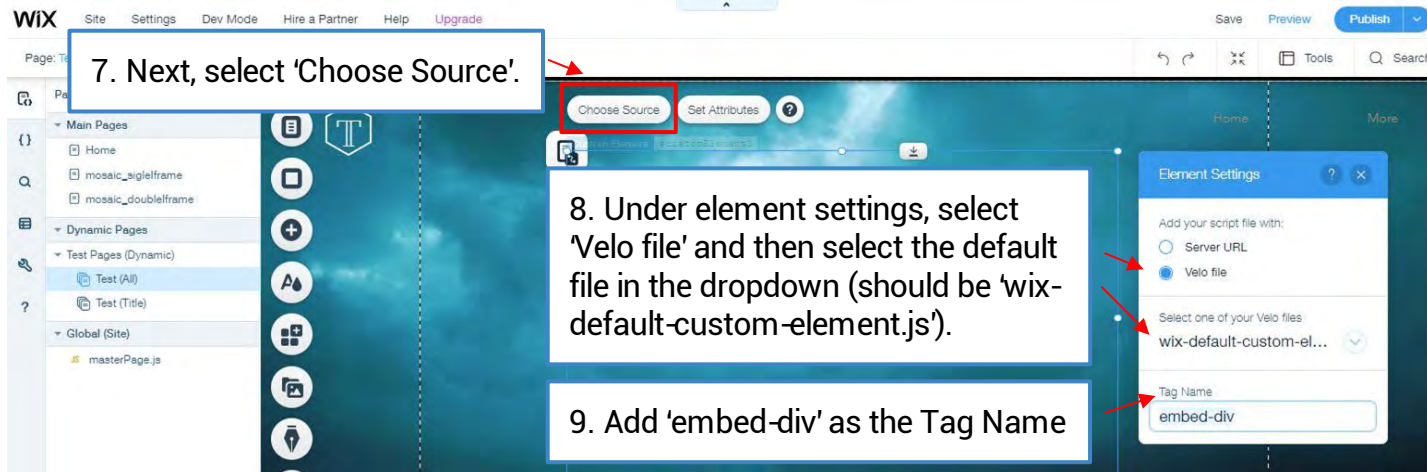 WiX Site Settings Dev Mode Hire a Partner Help Upgrade Save Preview Publish
Page: Te
7. Next, select ‘Choose Source’.
Tools Search
Pa
Main Pages
Home
mosaic_siglelframe
mosaic_doublelframe
Dynamic Pages
Test Pages (Dynamic)
Test (All)
Test (Title)
Global (Site)
JS masterPage.js
T
Choose Source Set Attributes ?
Home More
8. Under element settings, select
‘Velo file’ and then select the default
file in the dropdown (should be ‘wix-
default-custom-element.js’).
9. Add ‘embed-div’ as the Tag Name
Element Settings ? ×
Add your script file with:
Server URL
Velo file
Select one of your Velo files
wix-default-custom-el...
Tag Name
embed-div